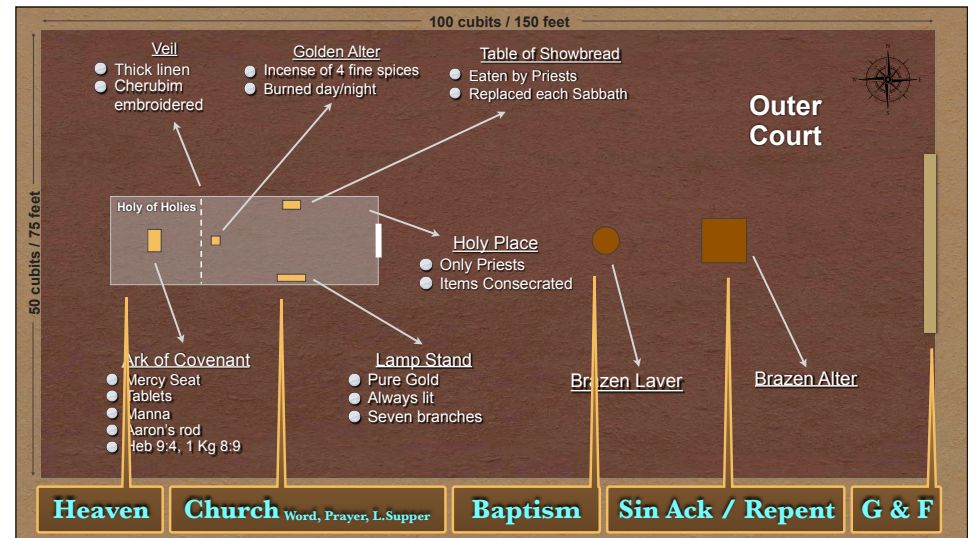 100 cubits / 150 feet
50 cubits / 75 feet
Veil
Thick linen
Cherubim
embroidered
Golden Alter
Incense of 4 fine spices
Burned day/night
Table of Showbread
Eaten by Priests
Replaced each Sabbath
N
W
E
S
Outer
Court
Holy of Holies
Holy Place
Only Priests
Items Consecrated
Ark of Covenant
Mercy Seat
Tablets
Manna
Aaron's rod
Heb 9:4, 1 Kg 8:9
Lamp Stand
Pure Gold
Always lit
Seven branches
Brazen Laver
Brazen Alter
Heaven
Church Word, Prayer, L.Supper
Baptism
Sin Ack / Repent
G & F